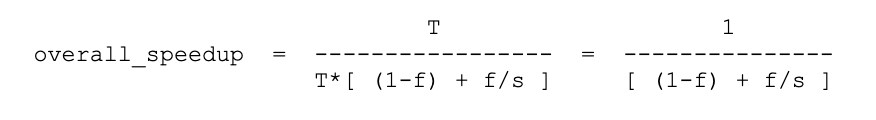 T                       1
overall_speedup  =  -----------------  =  ---------------
                    T*[ (1-f) + f/s ]     [ (1-f) + f/s ]